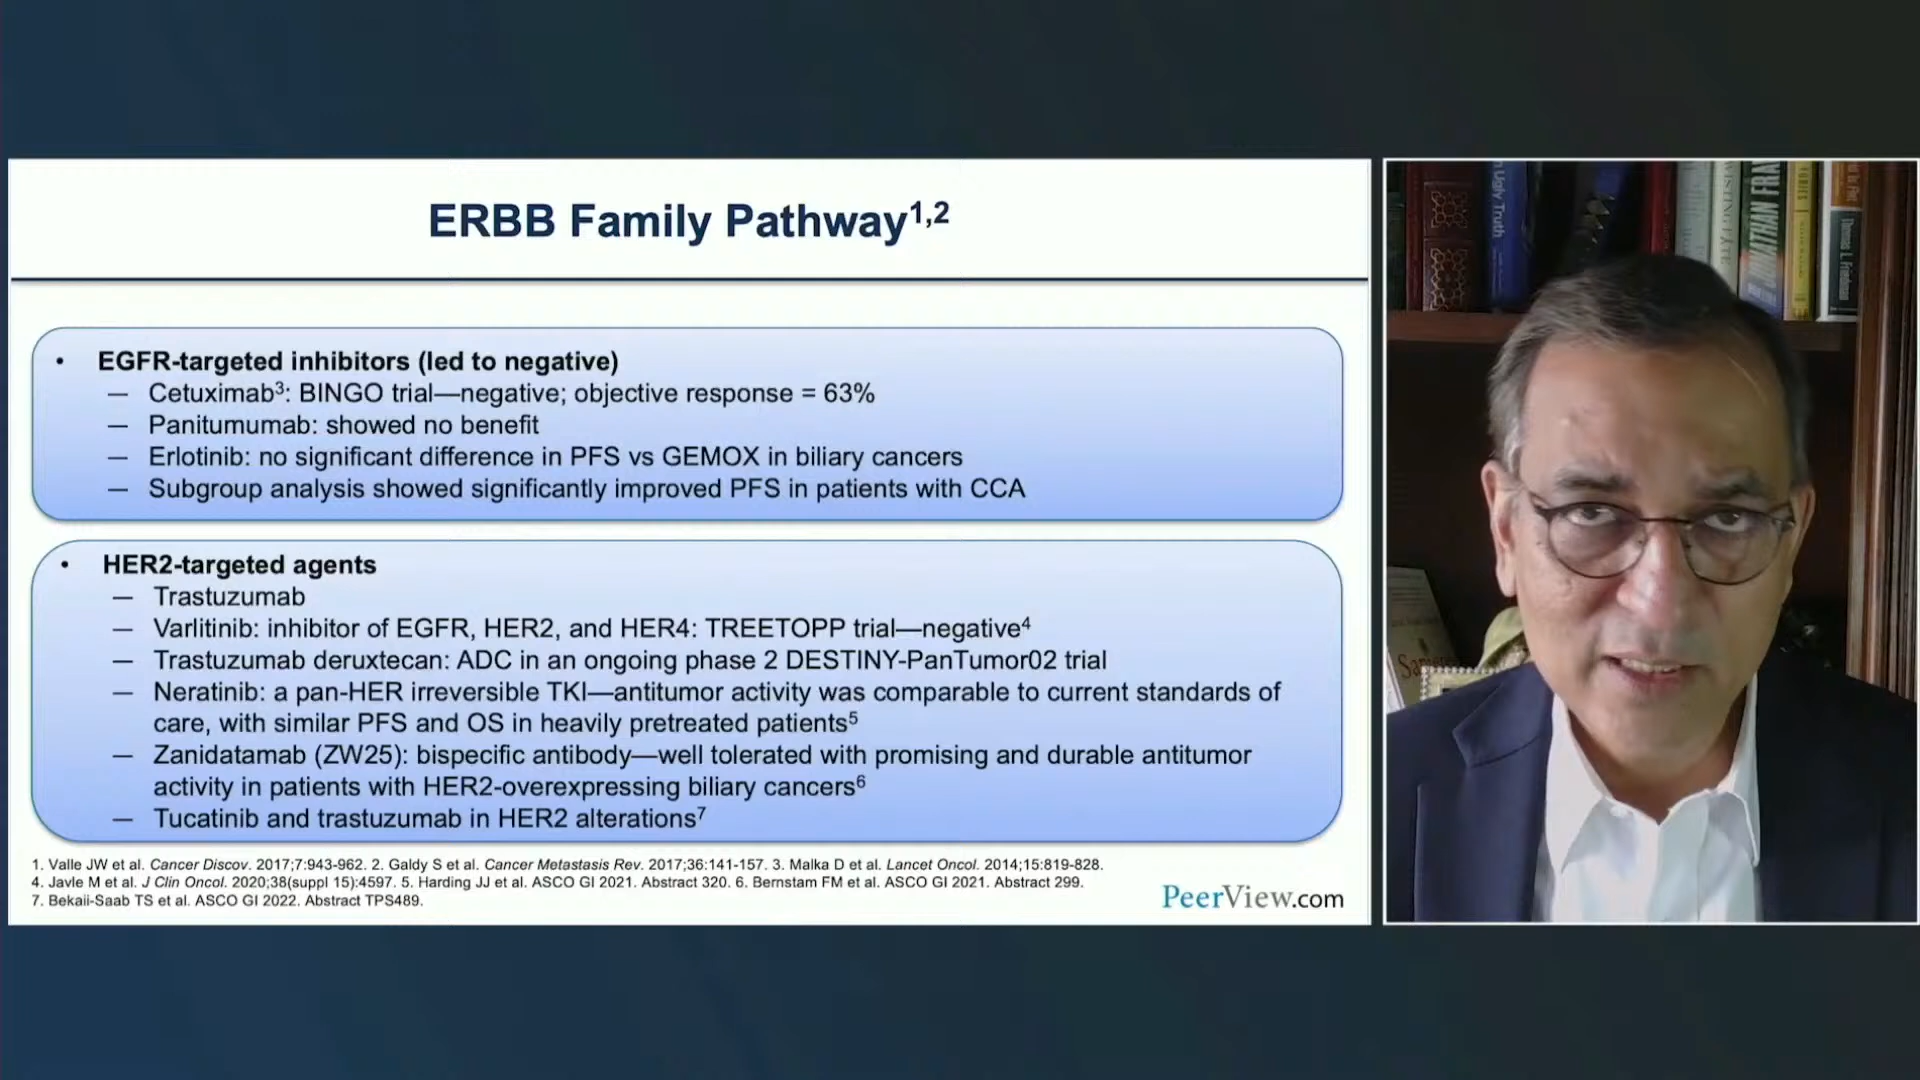 ERBB Family Pathway1,2
• EGFR-targeted inhibitors (led to negative)
— Cetuximab3: BINGO trial—negative; objective response = 63%
— Panitumumab: showed no benefit
— Erlotinib: no significant difference in PFS vs GEMOX in biliary cancers
— Subgroup analysis showed significantly improved PFS in patients with CCA
• HER2-targeted agents
— Trastuzumab
— Varlitinib: inhibitor of EGFR, HER2, and HER4: TREETOPP trial—negative4
— Trastuzumab deruxtecan: ADC in an ongoing phase 2 DESTINY-PanTumor02 trial
— Neratinib: a pan-HER irreversible TKI—antitumor activity was comparable to current standards of
care, with similar PFS and OS in heavily pretreated patients5
— Zanidatamab (ZW25): bispecific antibody—well tolerated with promising and durable antitumor
activity in patients with HER2-overexpressing biliary cancers6
— Tucatinib and trastuzumab in HER2 alterations7
1. Valle JW et al. Cancer Discov. 2017;7:943-962. 2. Galdy S et al. Cancer Metastasis Rev. 2017;36:141-157. 3. Malka D et al. Lancet Oncol. 2014;15:819-828.
4. Javle M et al. J Clin Oncol. 2020;38(suppl 15):4597. 5. Harding JJ et al. ASCO GI 2021. Abstract 320. 6. Bernstam FM et al. ASCO GI 2021. Abstract 299.
7. Bekaii-Saab TS et al. ASCO GI 2022. Abstract TPS489.
PeerView.com
Ugly Truth
Thomas L. Friedman